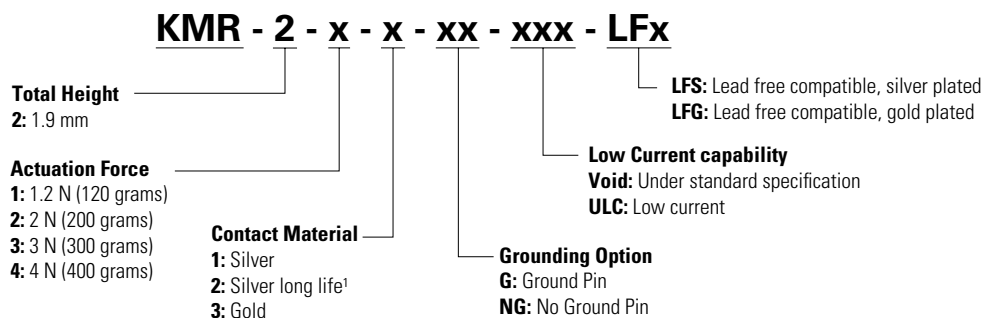 KMR - 2 - x - x - xx - xxx - LFx
LFS: Lead free compatible, silver plated
LFG: Lead free compatible, gold plated
Total Height
2: 1.9 mm
Low Current capability
Void: Under standard specification
ULC: Low current
Actuation Force
1: 1.2 N (120 grams)
2: 2 N (200 grams)
3: 3 N (300 grams)
4: 4 N (400 grams)
Contact Material
1: Silver
2: Silver long life¹
3: Gold
Grounding Option
G: Ground Pin
NG: No Ground Pin